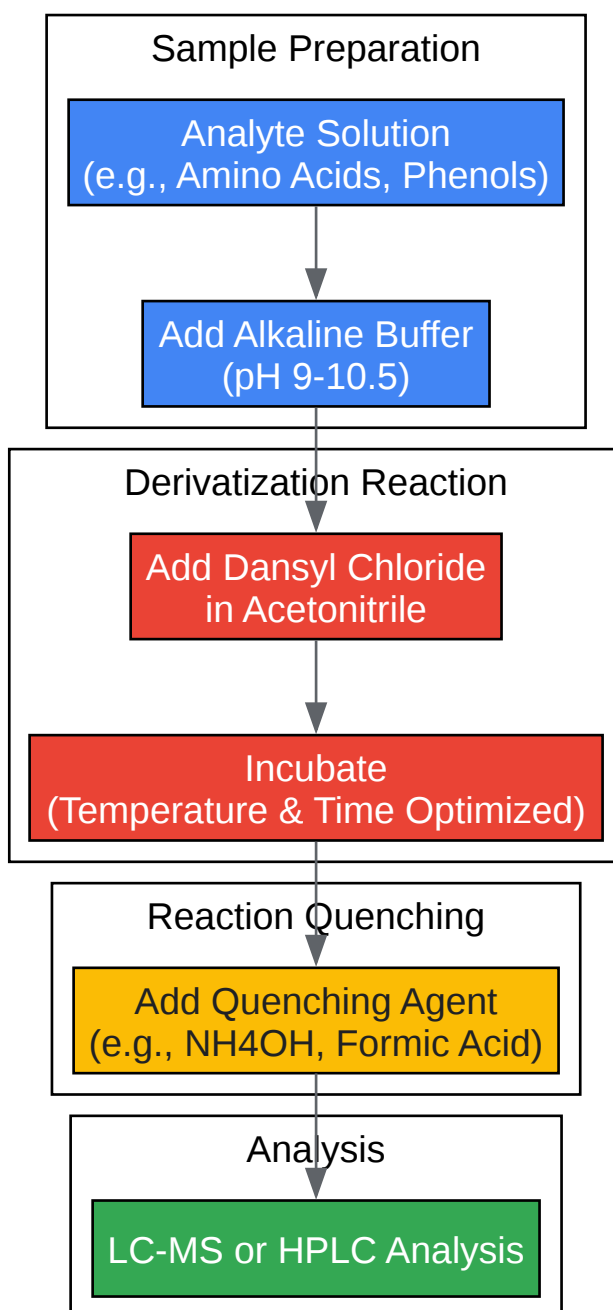 Sample Preparation
Analyte Solution
(e.g., Amino Acids, Phenols)
Add Alkaline Buffer
(pH 9-10.5)
Derivatization Reaction
Add Dansyl Chloride
in Acetonitrile
Incubate
(Temperature & Time Optimized)
Reaction Quenching
Add Quenching Agent
(e.g., NH4OH, Formic Acid)
Analysis
LC-MS or HPLC Analysis